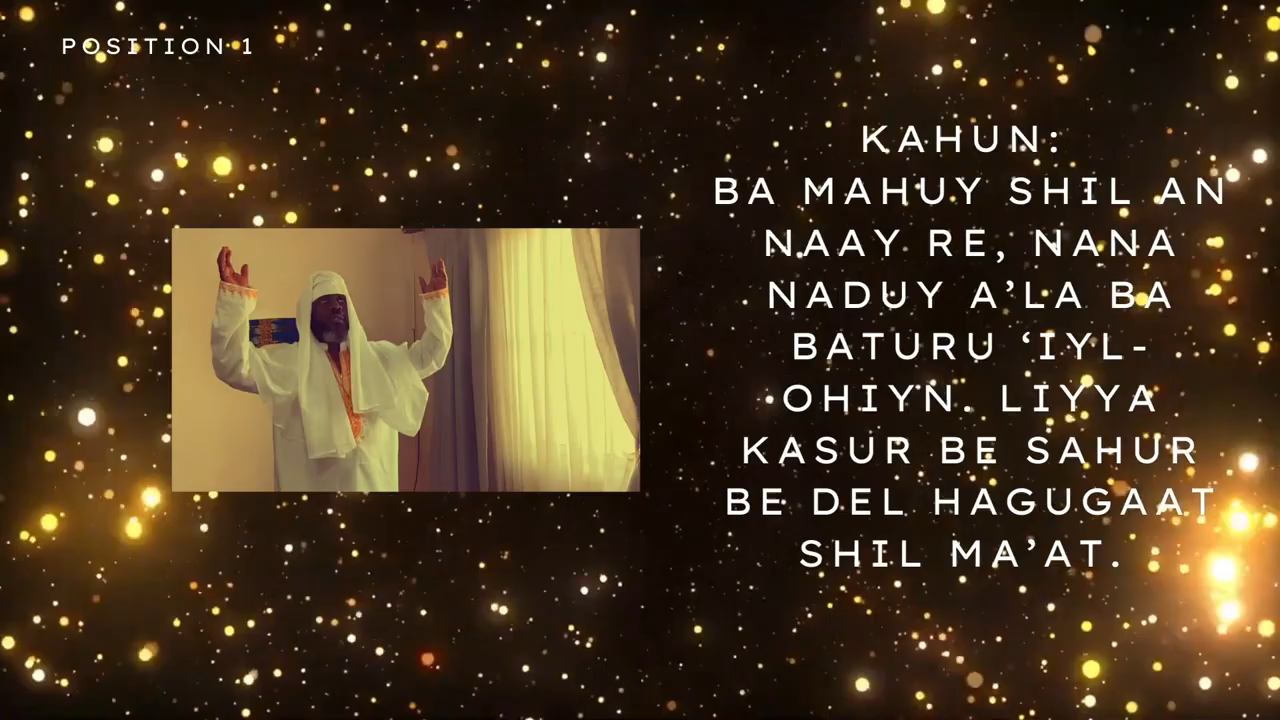 POSITION 1
KAHUN:
BA MAHUY SHIL AN
NAAY RE, NANA
NADUY A’LA BA
BATURU ‘IYL-
OHIYN. LIYYA
KASUR BE SAHUR
BE DEL HAGUGAAT
SHIL MA’AT.